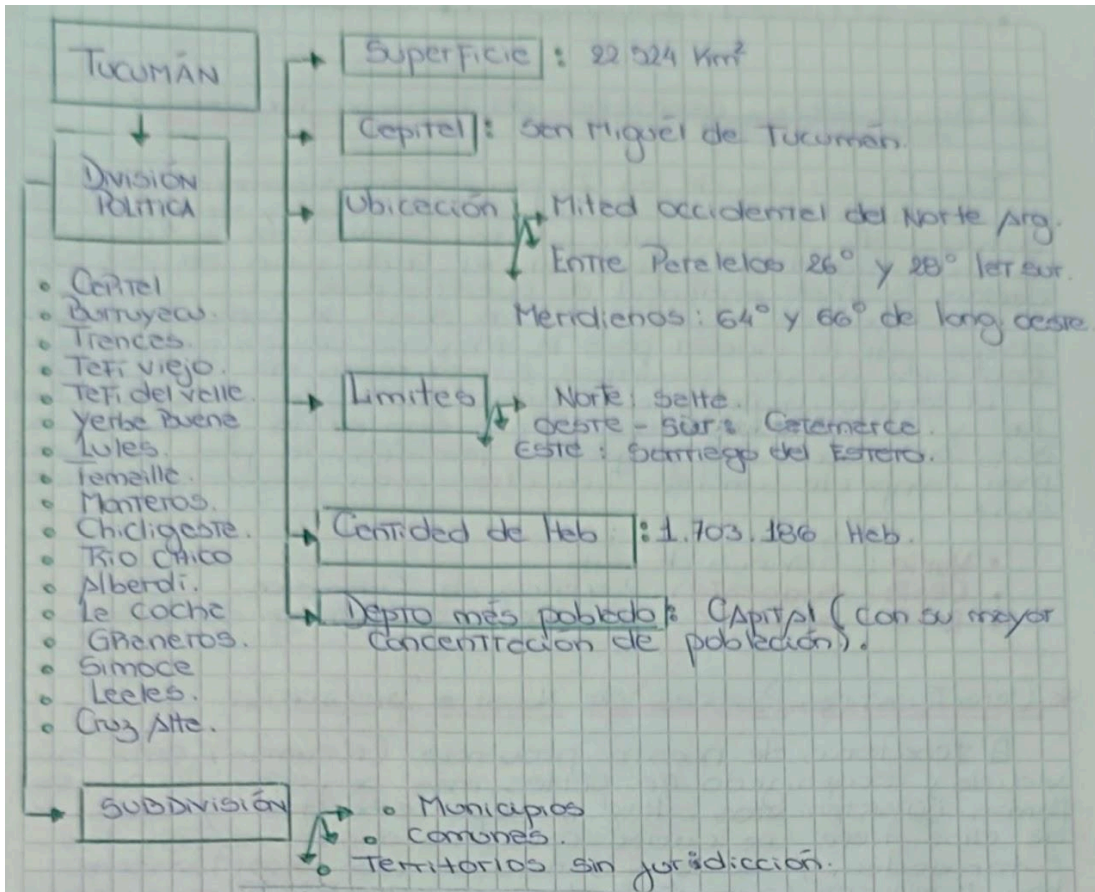 TUCUMÁN
DIVISIÓN
POLITICA
• Capital
• Burruyacu.
• Trancas.
• Tafí viejo.
• Tafí del valle.
• Yerba Buena
• Lules.
• Famaillá.
• Monteros.
• Chicligasta.
• Río CHico
• Alberdi.
• La cocha
• GRaneros.
• Simoca
• Leales.
• Cruz Alta.
SUBDIVISIÓN
• Municipios
• Comunas.
• Territorios sin jurisdicción.
Superficie: 22 524 Km²
Capital: San Miguel de Tucumán.
Ubicación
Mitad occidental del Norte Arg.
Entre Paralelos 26° y 28° lat sur.
Meridianos: 64° y 66° de long oeste
Límites
Norte: Salta.
oeste - Sur: Catamarca.
Este: Santiago del Estero.
Cantidad de Hab: 1.703.186 Hab.
Depto más poblado: CApitAl (con su mayor
concentración de población).